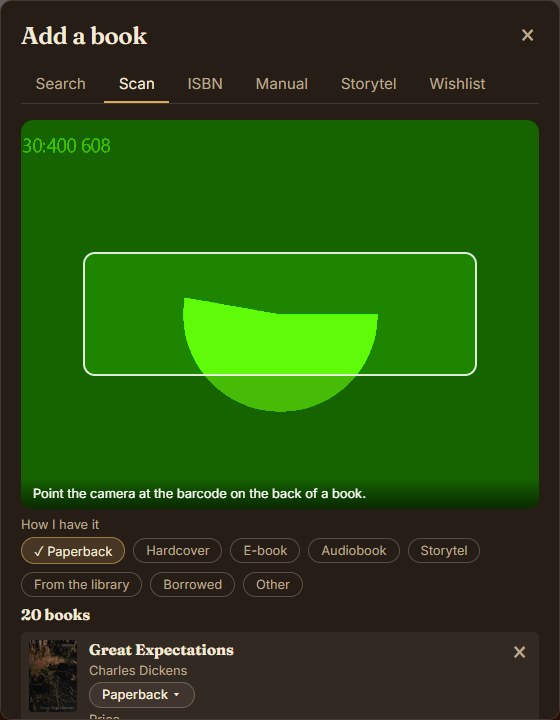 Add a book
Search Scan ISBN Manual Storytel Wishlist
30:400 608
Point the camera at the barcode on the back of a book.
How I have it
✓ Paperback Hardcover E-book Audiobook Storytel
From the library Borrowed Other
20 books
Great Expectations
Charles Dickens
Paperback